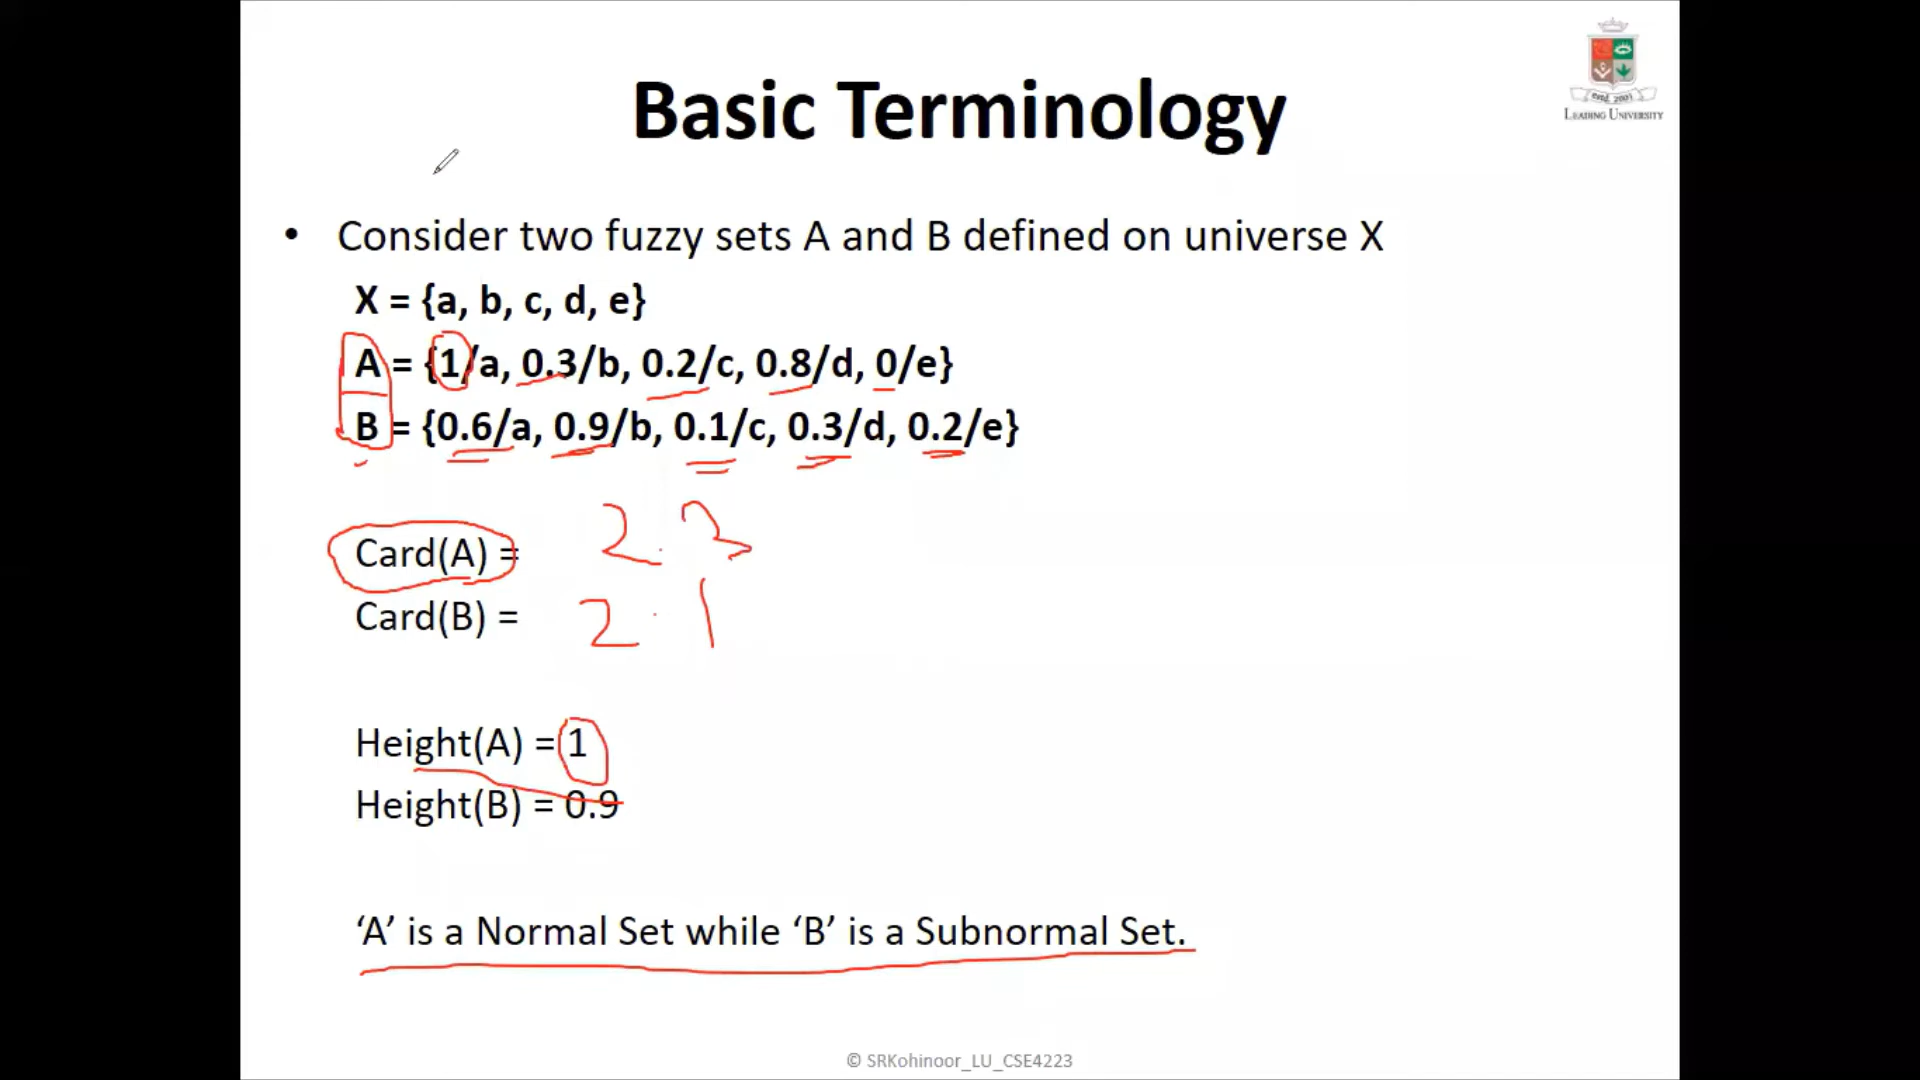 Basic Terminology
estd. 2001
LEADING UNIVERSITY
• Consider two fuzzy sets A and B defined on universe X
X = {a, b, c, d, e}
A = {1/a, 0.3/b, 0.2/c, 0.8/d, 0/e}
B = {0.6/a, 0.9/b, 0.1/c, 0.3/d, 0.2/e}
Card(A) = 2.3
Card(B) = 2.1
Height(A) = 1
Height(B) = 0.9
‘A’ is a Normal Set while ‘B’ is a Subnormal Set.
© SRKohinoor_LU_CSE4223